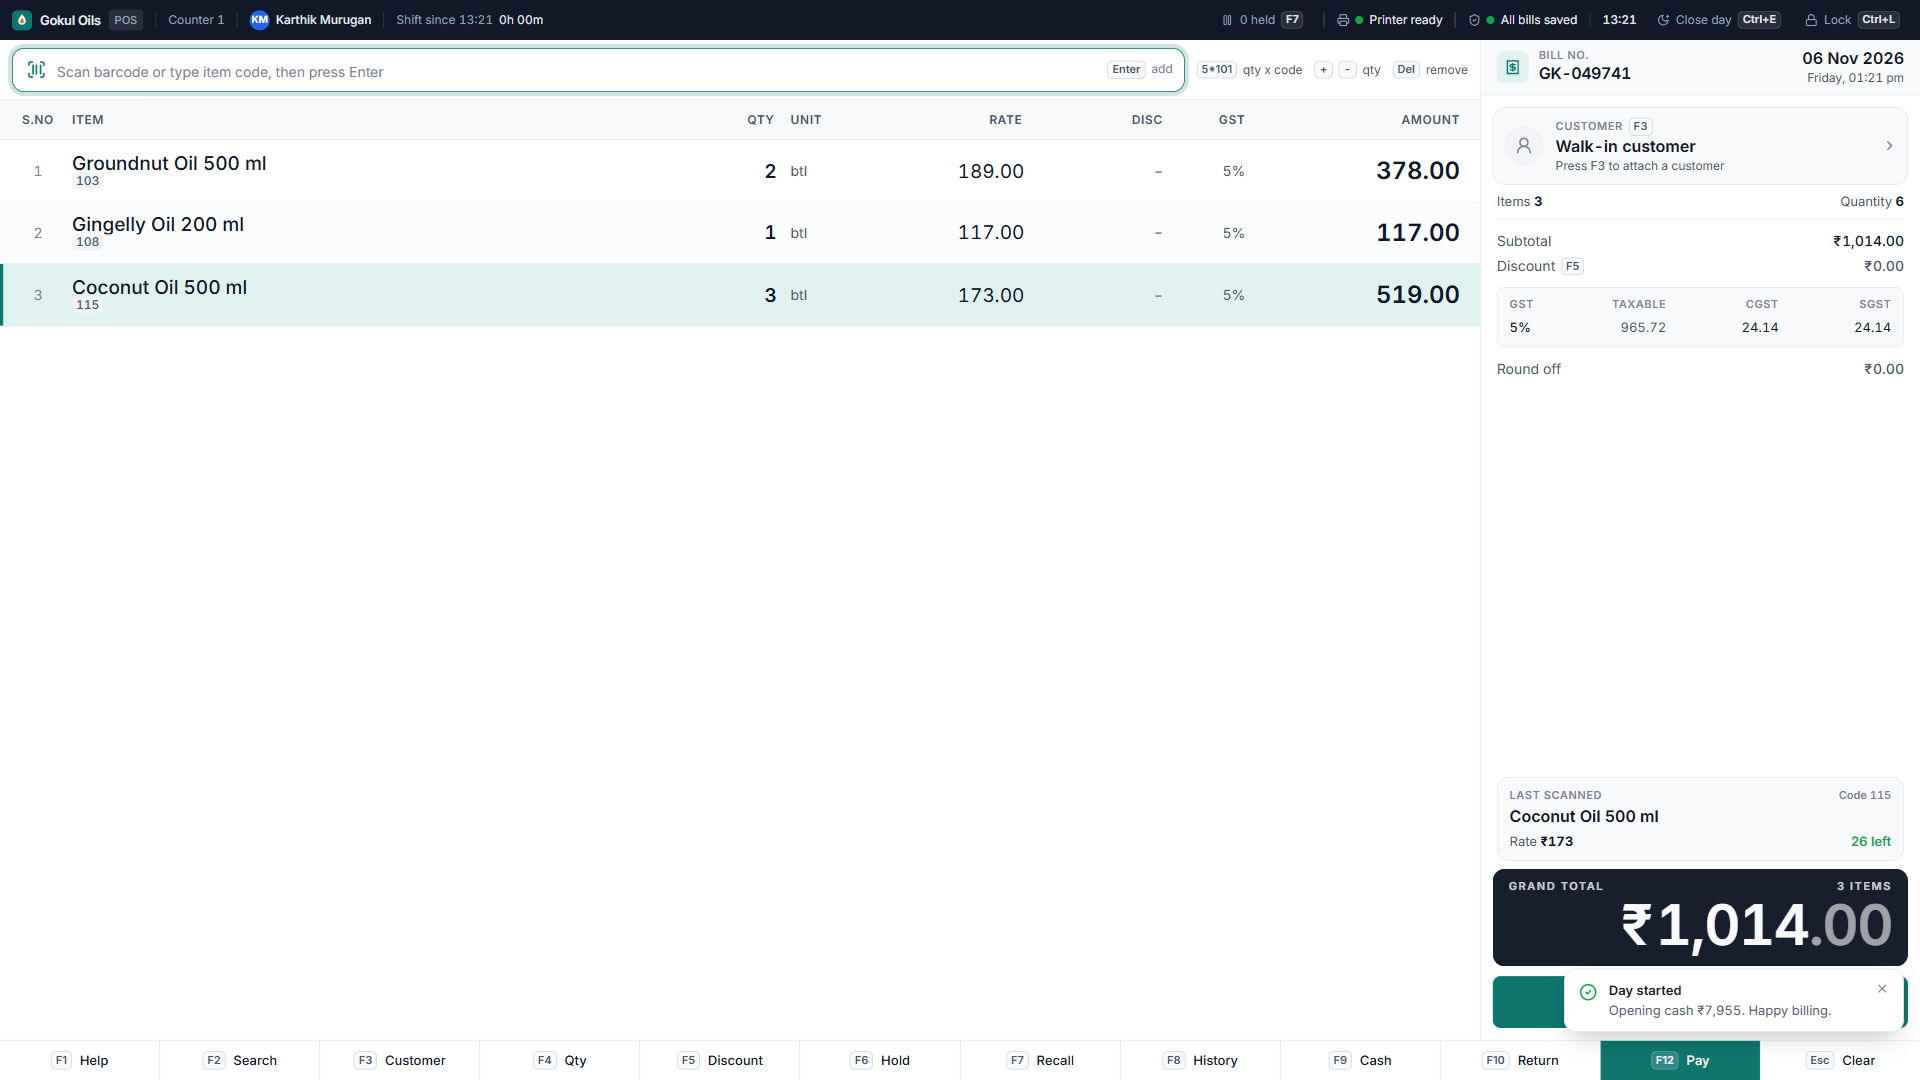 Gokul Oils POS Counter 1 KM Karthik Murugan Shift since 13:21 0h 00m 0 held F7 Printer ready All bills saved 13:21 Close day Ctrl+E Lock Ctrl+L
Scan barcode or type item code, then press Enter Enter add 5*101 qty x code + - qty Del remove
S.NO ITEM QTY UNIT RATE DISC GST AMOUNT
1 Groundnut Oil 500 ml 2 btl 189.00 – 5% 378.00
103
2 Gingelly Oil 200 ml 1 btl 117.00 – 5% 117.00
108
3 Coconut Oil 500 ml 3 btl 173.00 – 5% 519.00
115
BILL NO.
GK-049741
06 Nov 2026
Friday, 01:21 pm
CUSTOMER F3
Walk-in customer
Press F3 to attach a customer
Items 3 Quantity 6
Subtotal ₹1,014.00
Discount F5 ₹0.00
GST TAXABLE CGST SGST
5% 965.72 24.14 24.14
Round off ₹0.00
LAST SCANNED Code 115
Coconut Oil 500 ml
Rate ₹173 26 left
GRAND TOTAL 3 ITEMS
₹1,014.00
Day started
Opening cash ₹7,955. Happy billing.
F1 Help F2 Search F3 Customer F4 Qty F5 Discount F6 Hold F7 Recall F8 History F9 Cash F10 Return F12 Pay Esc Clear